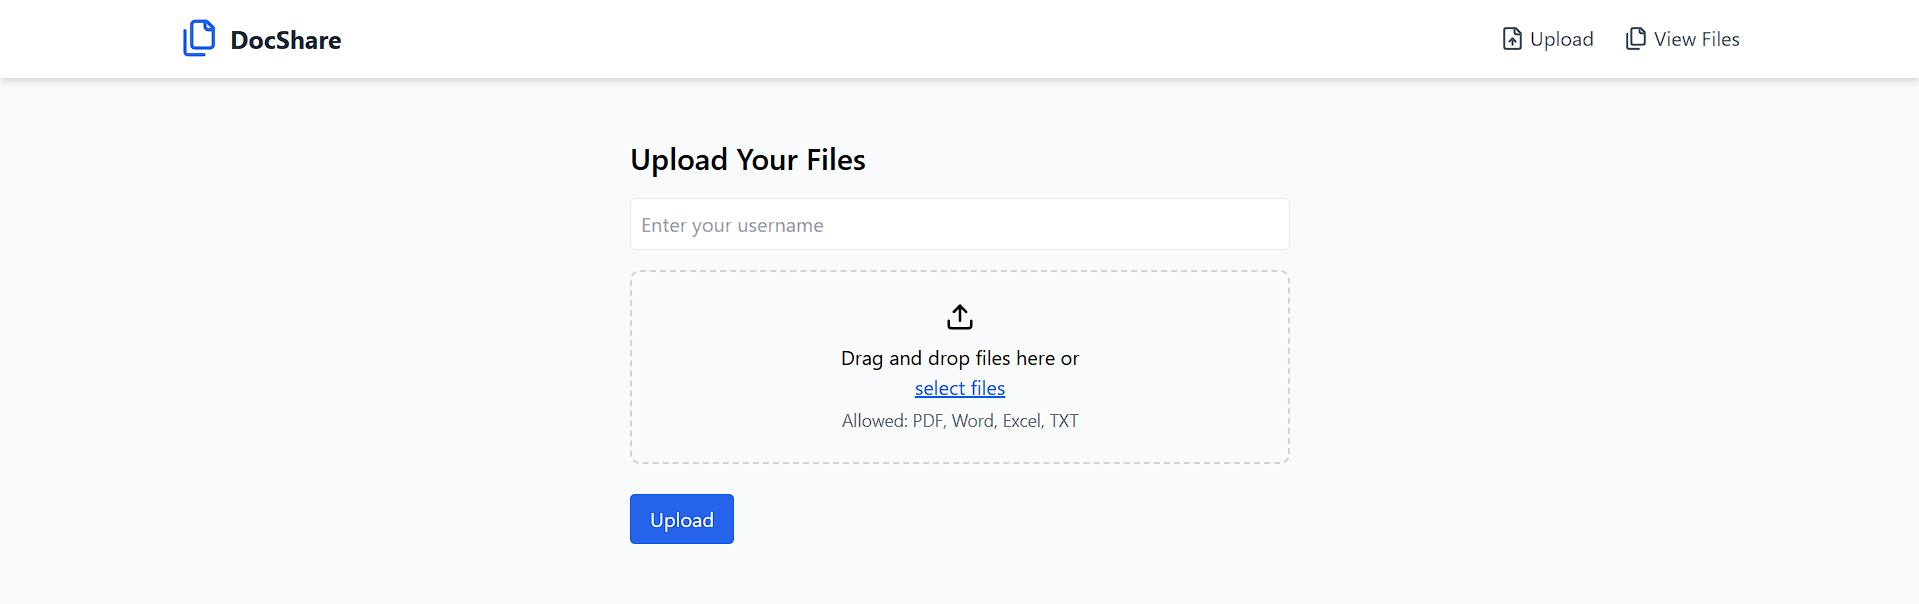 DocShare
Upload
View Files
Upload Your Files
Enter your username
Drag and drop files here or
select files
Allowed: PDF, Word, Excel, TXT
Upload